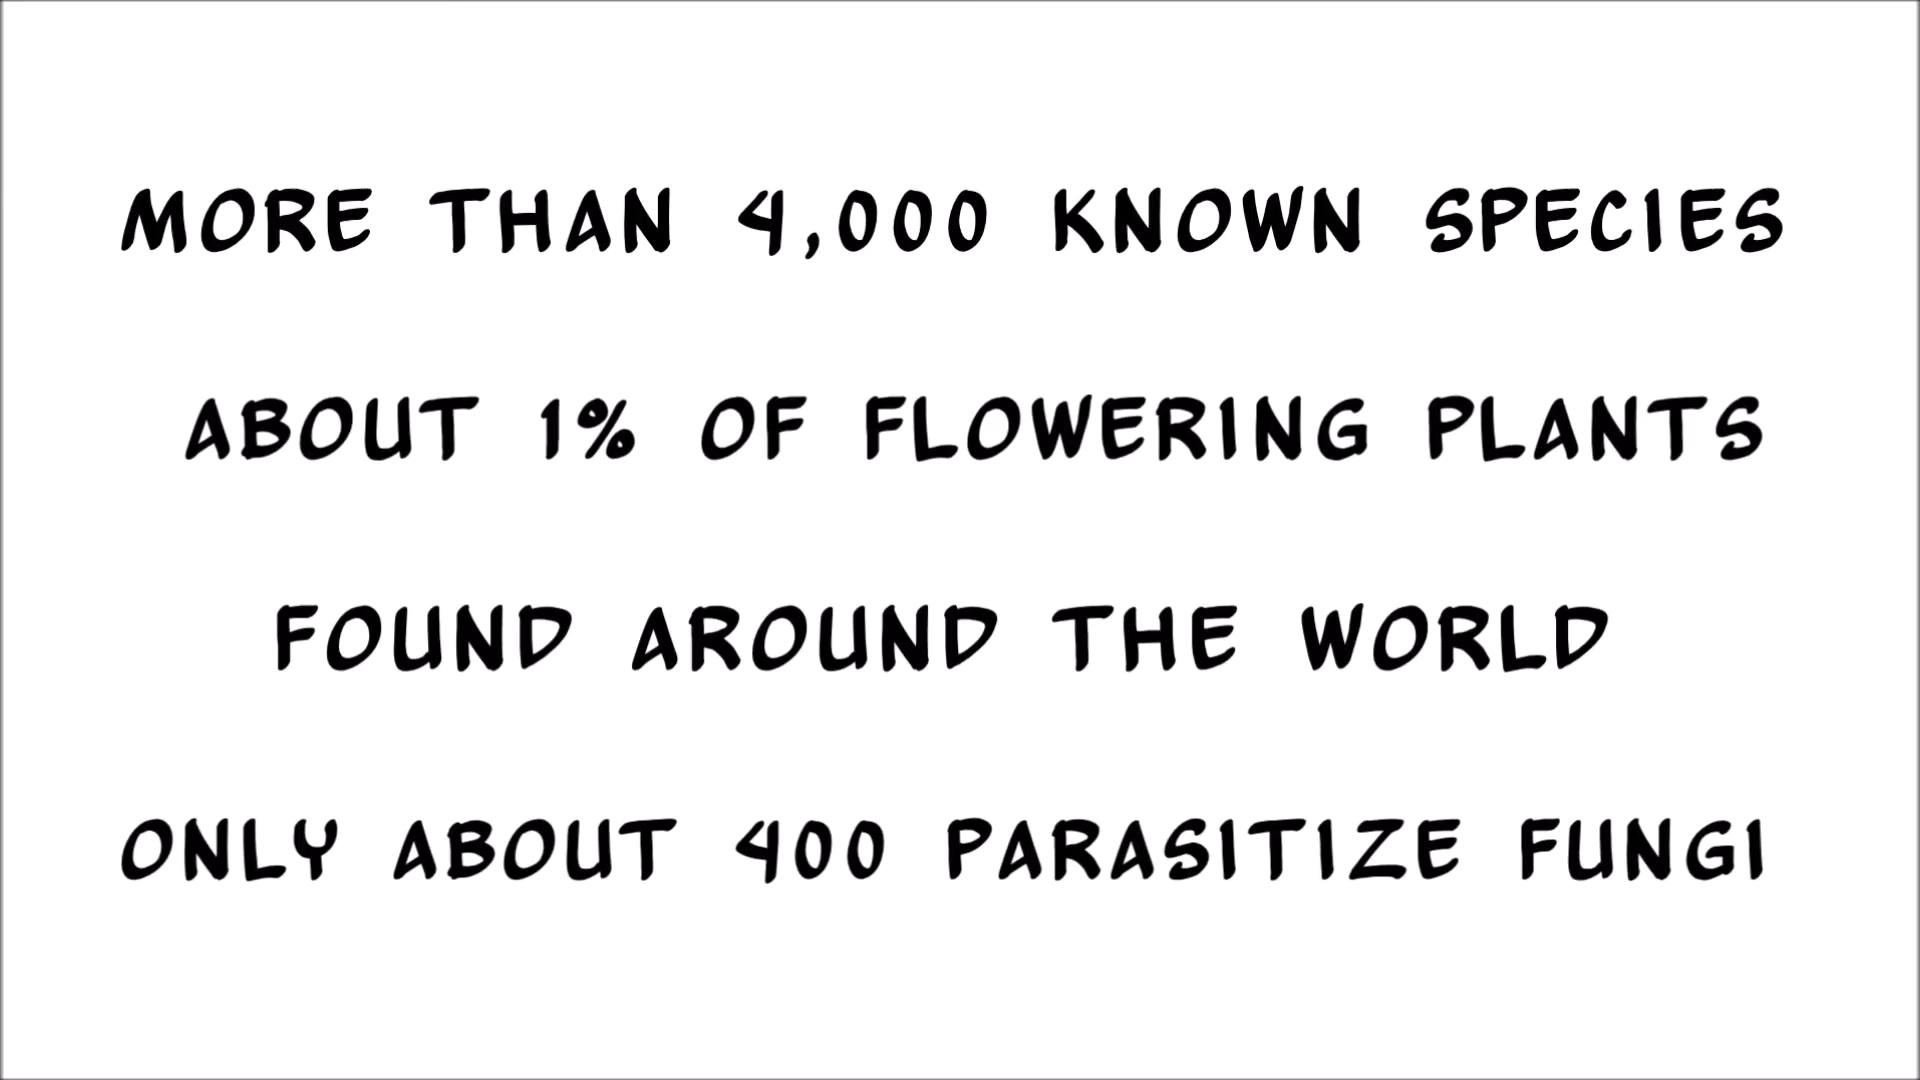 MORE THAN 4,000 KNOWN SPECIES
ABOUT 1% OF FLOWERING PLANTS
FOUND AROUND THE WORLD
ONLY ABOUT 400 PARASITIZE FUNGI